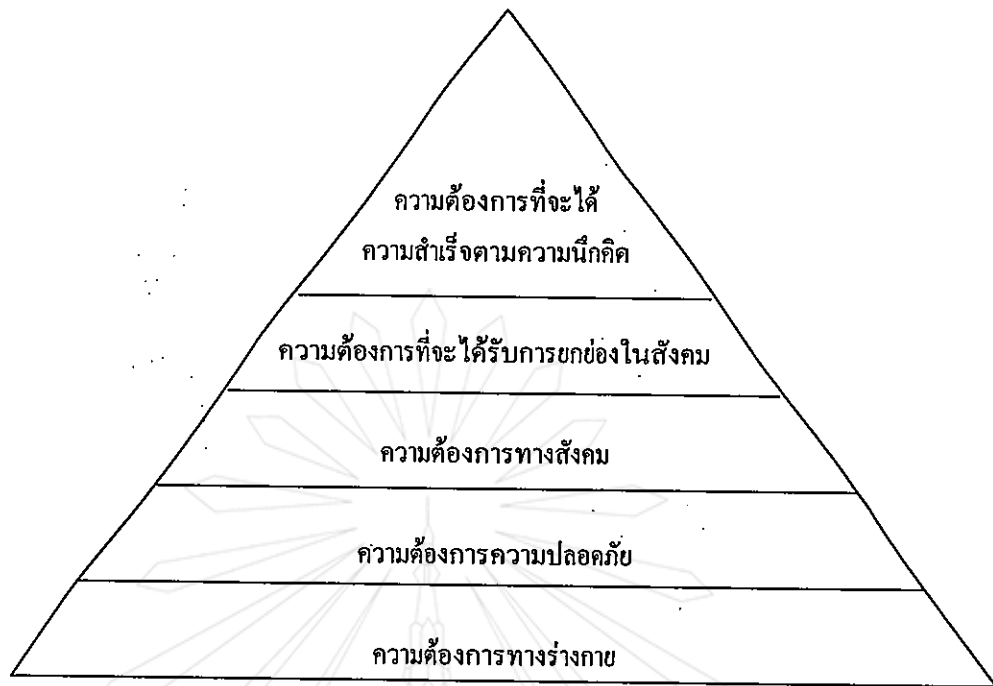 ความต้องการที่จะได้
ความสำเร็จตามความนึกคิด
ความต้องการที่จะได้รับการยกย่องในสังคม
ความต้องการทางสังคม
ความต้องการความปลอดภัย
ความต้องการทางร่างกาย